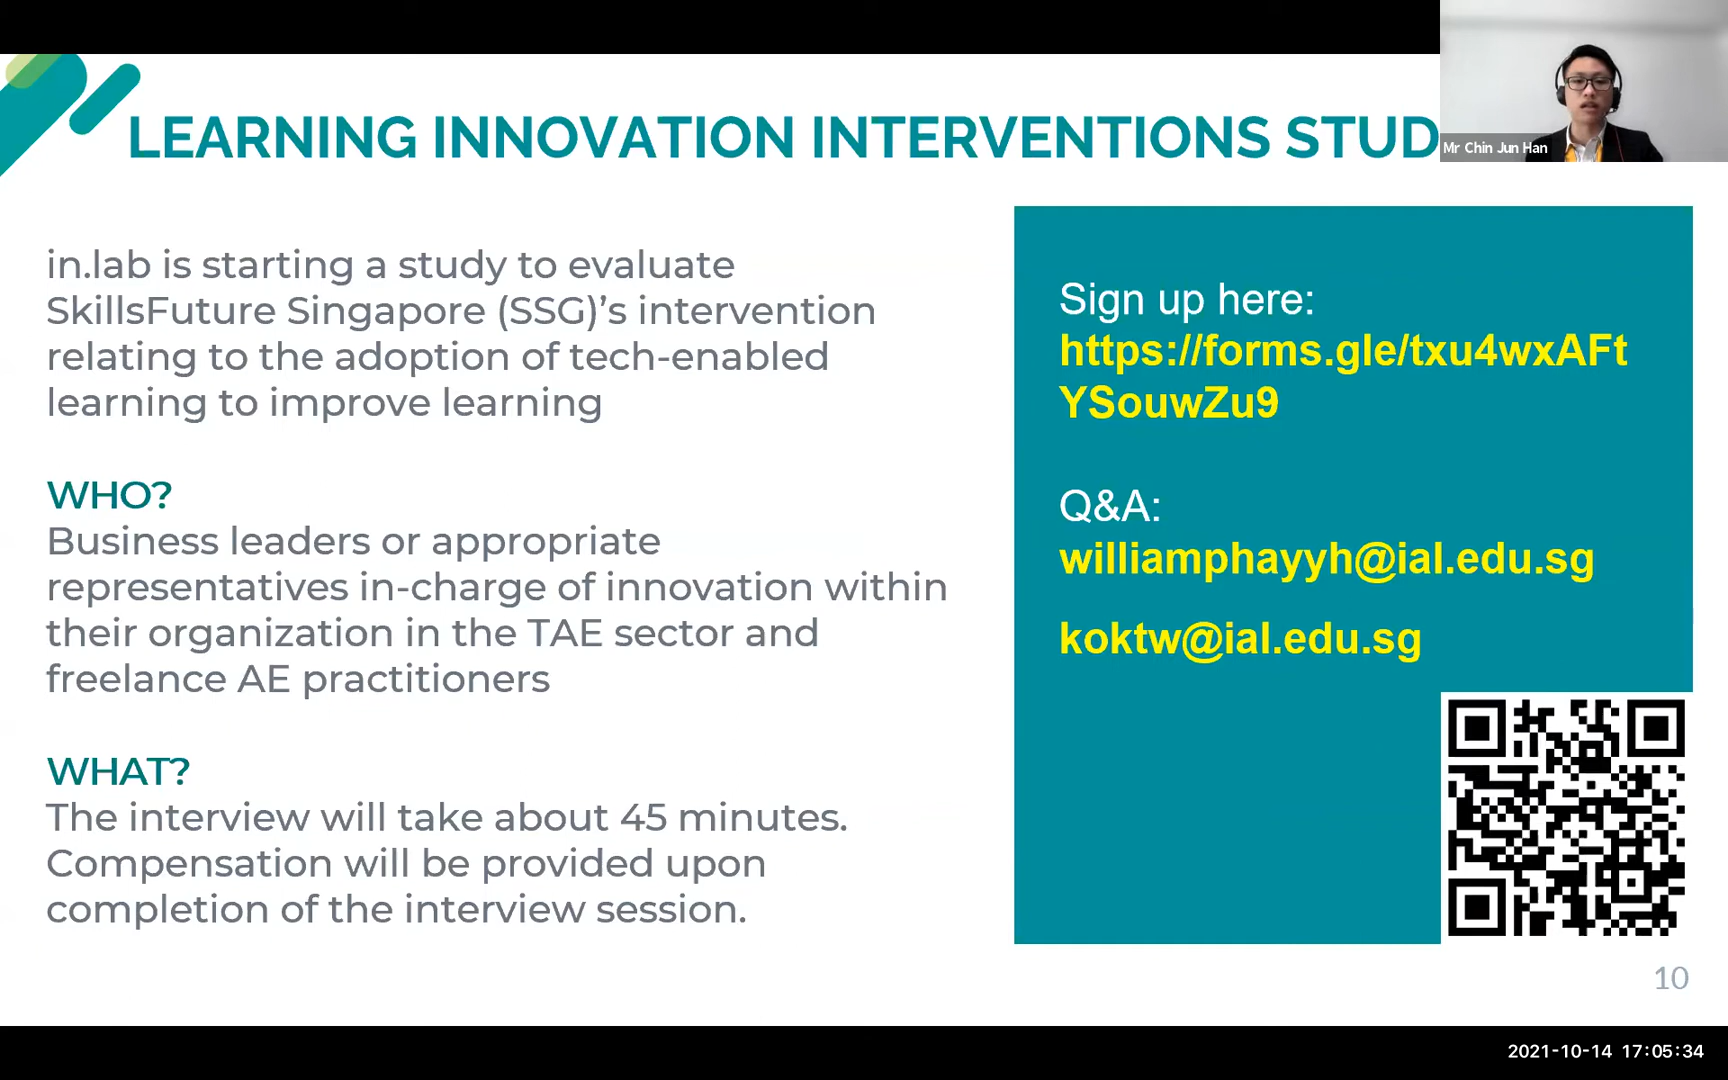 LEARNING INNOVATION INTERVENTIONS STUD
Mr Chin Jun Han
in.lab is starting a study to evaluate
SkillsFuture Singapore (SSG)’s intervention
relating to the adoption of tech-enabled
learning to improve learning
WHO?
Business leaders or appropriate
representatives in-charge of innovation within
their organization in the TAE sector and
freelance AE practitioners
WHAT?
The interview will take about 45 minutes.
Compensation will be provided upon
completion of the interview session.
Sign up here:
https://forms.gle/txu4wxAFt
YSouwZu9
Q&A:
williamphayyh@ial.edu.sg
koktw@ial.edu.sg
10
2021-10-14 17:05:34